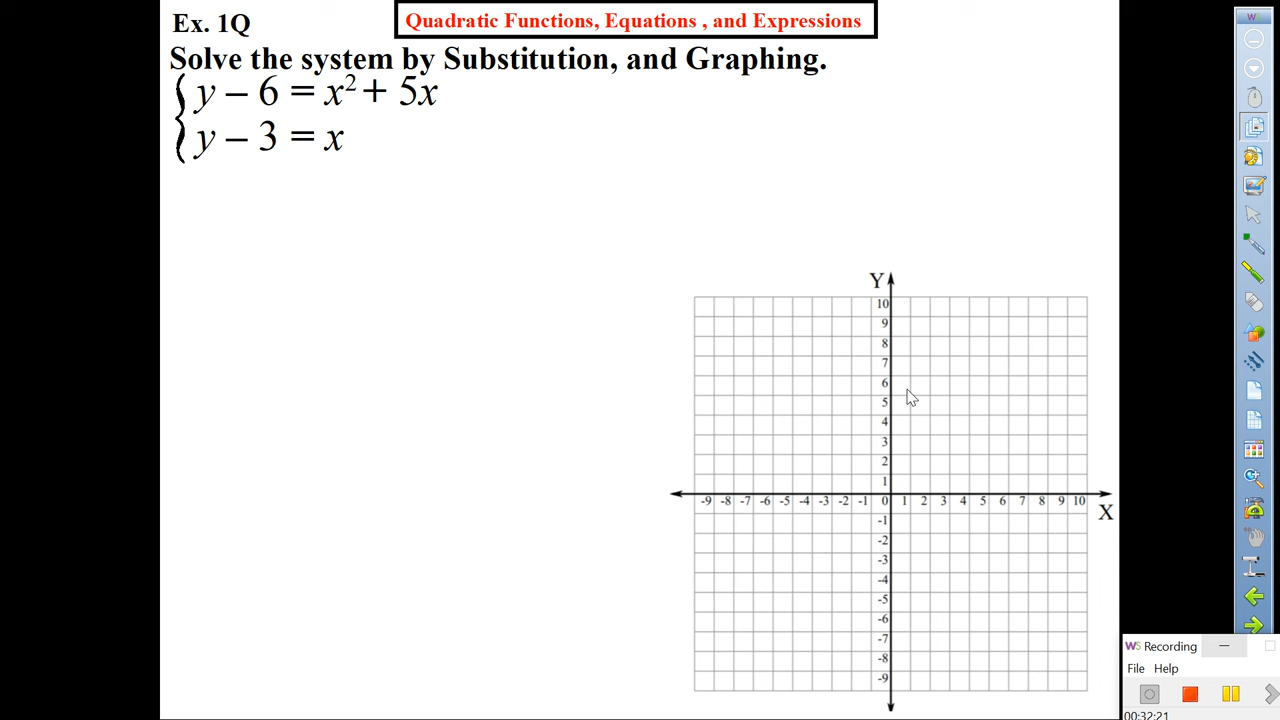 Ex. 1Q
Quadratic Functions, Equations , and Expressions
Solve the system by Substitution, and Graphing.
y – 6 = x² + 5x
y – 3 = x
Y
10
9
8
7
6
5
4
3
2
1
-9 -8 -7 -6 -5 -4 -3 -2 -1 0 1 2 3 4 5 6 7 8 9 10
X
-1
-2
-3
-4
-5
-6
-7
-8
-9
WS
WS Recording
File Help
00:32:21